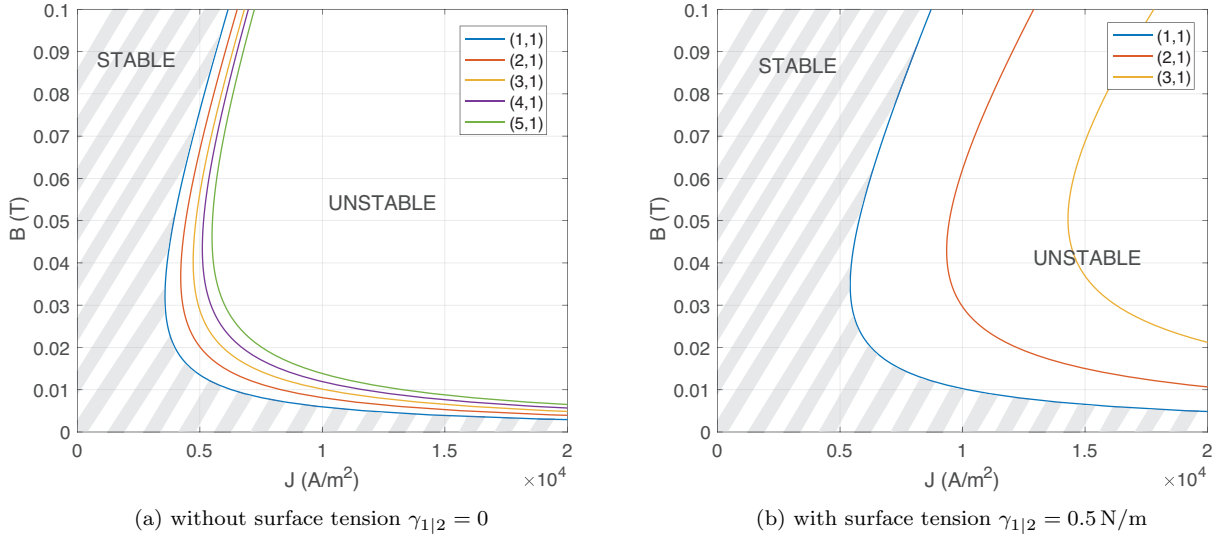 STABLE
UNSTABLE
(1,1)
(2,1)
(3,1)
(4,1)
(5,1)
0.1
0.09
0.08
0.07
0.06
0.05
0.04
0.03
0.02
0.01
0
B (T)
0 0.5 1 1.5 2
J (A/m²) ×10⁴
(a) without surface tension γ₁|₂ = 0
STABLE
UNSTABLE
(1,1)
(2,1)
(3,1)
0.1
0.09
0.08
0.07
0.06
0.05
0.04
0.03
0.02
0.01
0
B (T)
0 0.5 1 1.5 2
J (A/m²) ×10⁴
(b) with surface tension γ₁|₂ = 0.5 N/m